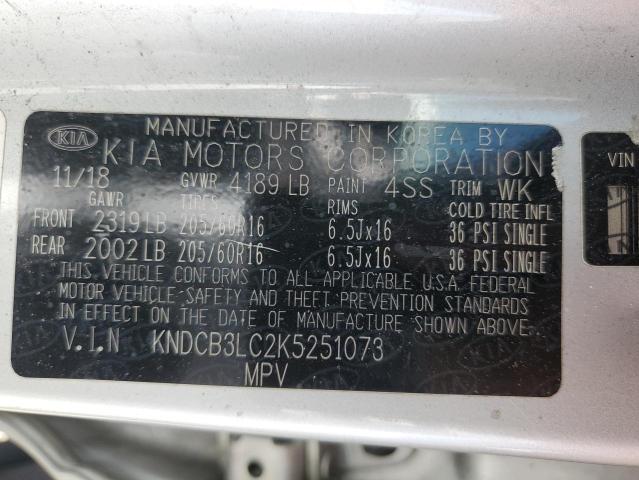 KIA MANUFACTURED IN KOREA BY
KIA MOTORS CORPORATION
11/18 GVWR 4189 LB PAINT 4SS TRIM WK
GAWR TIRES RIMS COLD TIRE INFL
FRONT 2319 LB 205/60R16 6.5Jx16 36 PSI SINGLE
REAR 2002 LB 205/60R16 6.5Jx16 36 PSI SINGLE
THIS VEHICLE CONFORMS TO ALL APPLICABLE U.S.A. FEDERAL
MOTOR VEHICLE SAFETY AND THEFT PREVENTION STANDARDS
IN EFFECT ON THE DATE OF MANUFACTURE SHOWN ABOVE.
V.I.N KNDCB3LC2K5251073
MPV
VIN